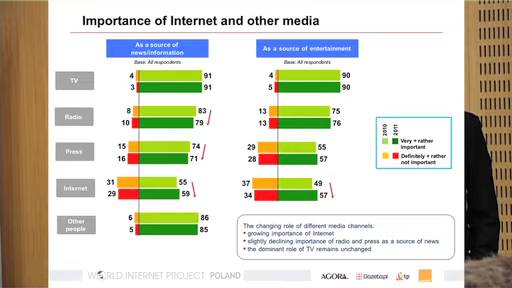 Importance of Internet and other media
As a source of
news/information
As a source of entertainment
Base: All respondents
Base: All respondents
TV
4 91
3 91
4 90
5 90
Radio
8 83
10 79
13 75
13 76
Press
15 74
16 71
29 55
28 57
Internet
31 55
29 59
37 49
34 57
Other
people
6 86
5 85
2010
2011
Very + rather
important
Definitely + rather
not important
The changing role of different media channels:
• growing importance of Internet
• slightly declining importance of radio and press as a source of news
• the dominant role of TV remains unchanged
WORLD INTERNET PROJECT POLAND
AGORA
Gazeta.pl
tp